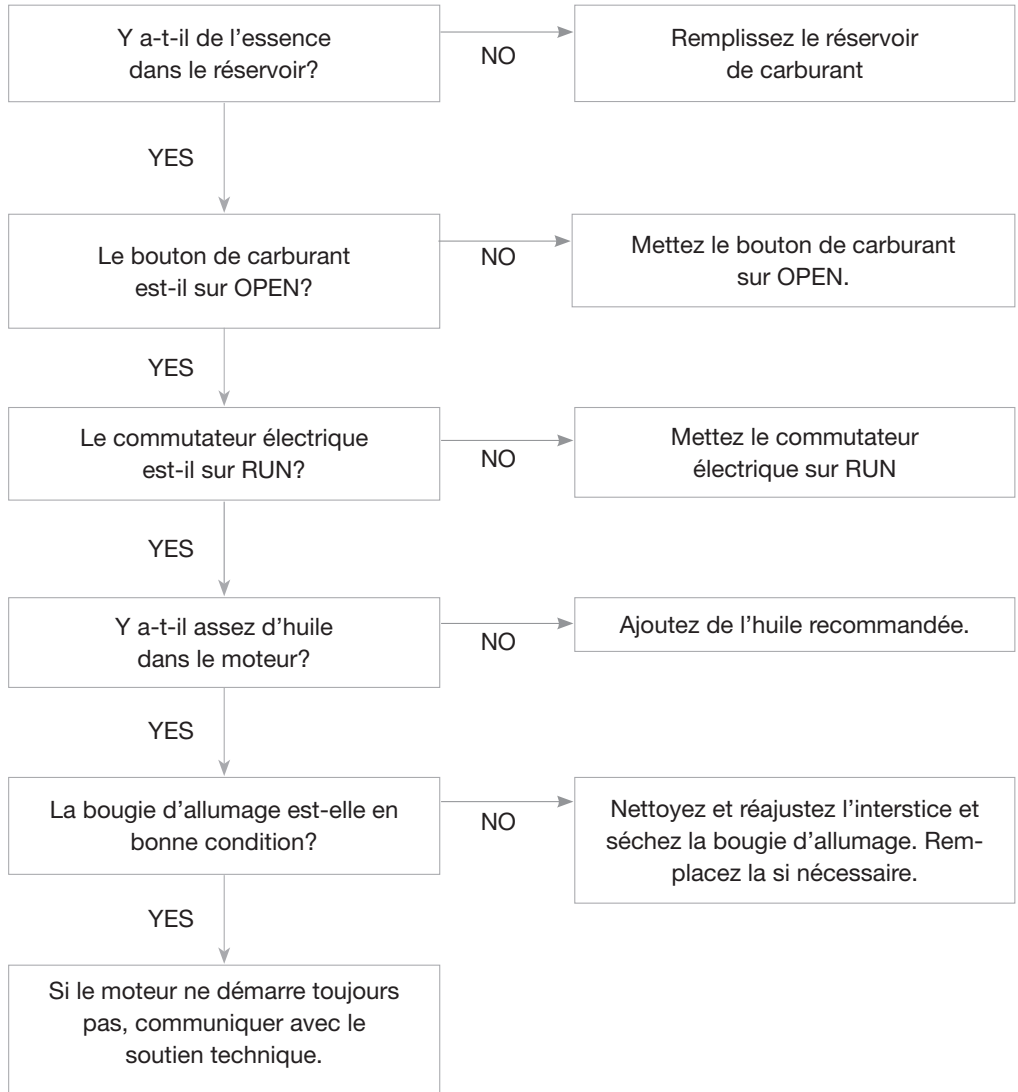 Y a-t-il de l’essence
dans le réservoir?
NO
Remplissez le réservoir
de carburant
YES
Le bouton de carburant
est-il sur OPEN?
NO
Mettez le bouton de carburant
sur OPEN.
YES
Le commutateur électrique
est-il sur RUN?
NO
Mettez le commutateur
électrique sur RUN
YES
Y a-t-il assez d’huile
dans le moteur?
NO
Ajoutez de l’huile recommandée.
YES
La bougie d’allumage est-elle en
bonne condition?
NO
Nettoyez et réajustez l’interstice et
séchez la bougie d’allumage. Rem-
placez la si nécessaire.
YES
Si le moteur ne démarre toujours
pas, communiquer avec le
soutien technique.